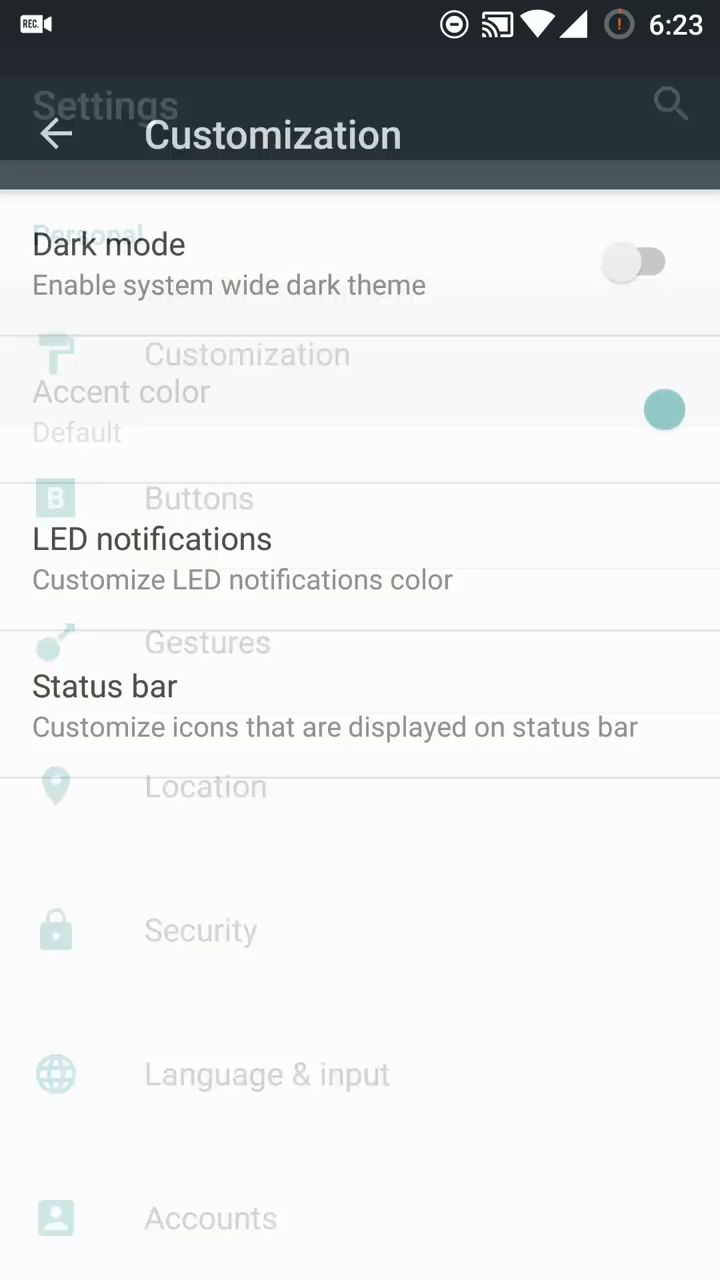 REC.
6:23
Settings
Customization
Personal
Dark mode
Enable system wide dark theme
Customization
Accent color
Default
B
Buttons
LED notifications
Customize LED notifications color
Gestures
Status bar
Customize icons that are displayed on status bar
Location
Security
Language & input
Accounts